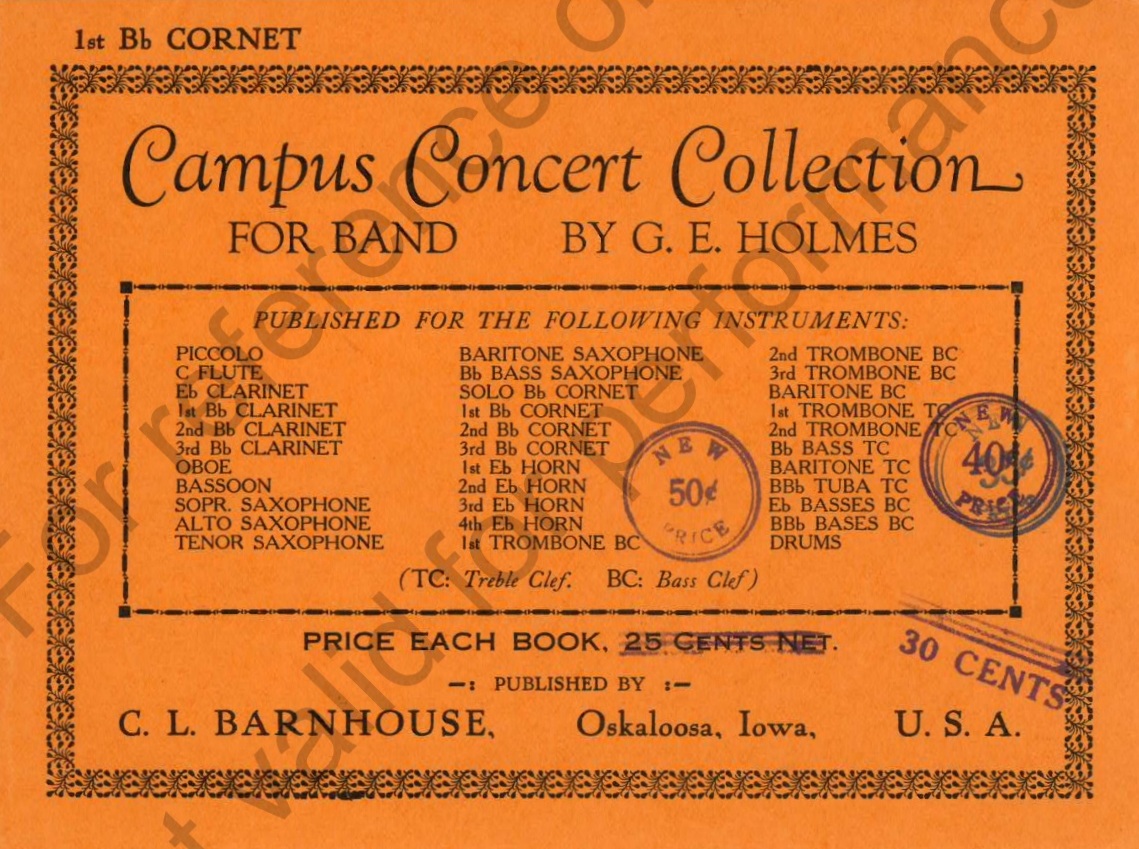 1st Bb CORNET
Campus Concert Collection
FOR BAND BY G. E. HOLMES
PUBLISHED FOR THE FOLLOWING INSTRUMENTS:
PICCOLO
C FLUTE
Eb CLARINET
1st Bb CLARINET
2nd Bb CLARINET
3rd Bb CLARINET
OBOE
BASSOON
SOPR. SAXOPHONE
ALTO SAXOPHONE
TENOR SAXOPHONE
BARITONE SAXOPHONE
Bb BASS SAXOPHONE
SOLO Bb CORNET
1st Bb CORNET
2nd Bb CORNET
3rd Bb CORNET
1st Eb HORN
2nd Eb HORN
3rd Eb HORN
4th Eb HORN
1st TROMBONE BC
2nd TROMBONE BC
3rd TROMBONE BC
BARITONE BC
1st TROMBONE TC
2nd TROMBONE TC
Bb BASS TC
BARITONE TC
BBb TUBA TC
Eb BASSES BC
BBb BASES BC
DRUMS
NEW
50¢
PRICE
NEW
40¢
PRICE
(TC: Treble Clef. BC: Bass Clef)
PRICE EACH BOOK, 25 CENTS NET.
30 CENTS
–: PUBLISHED BY :–
C. L. BARNHOUSE, Oskaloosa, Iowa, U. S. A.
For reference
t valid for performance